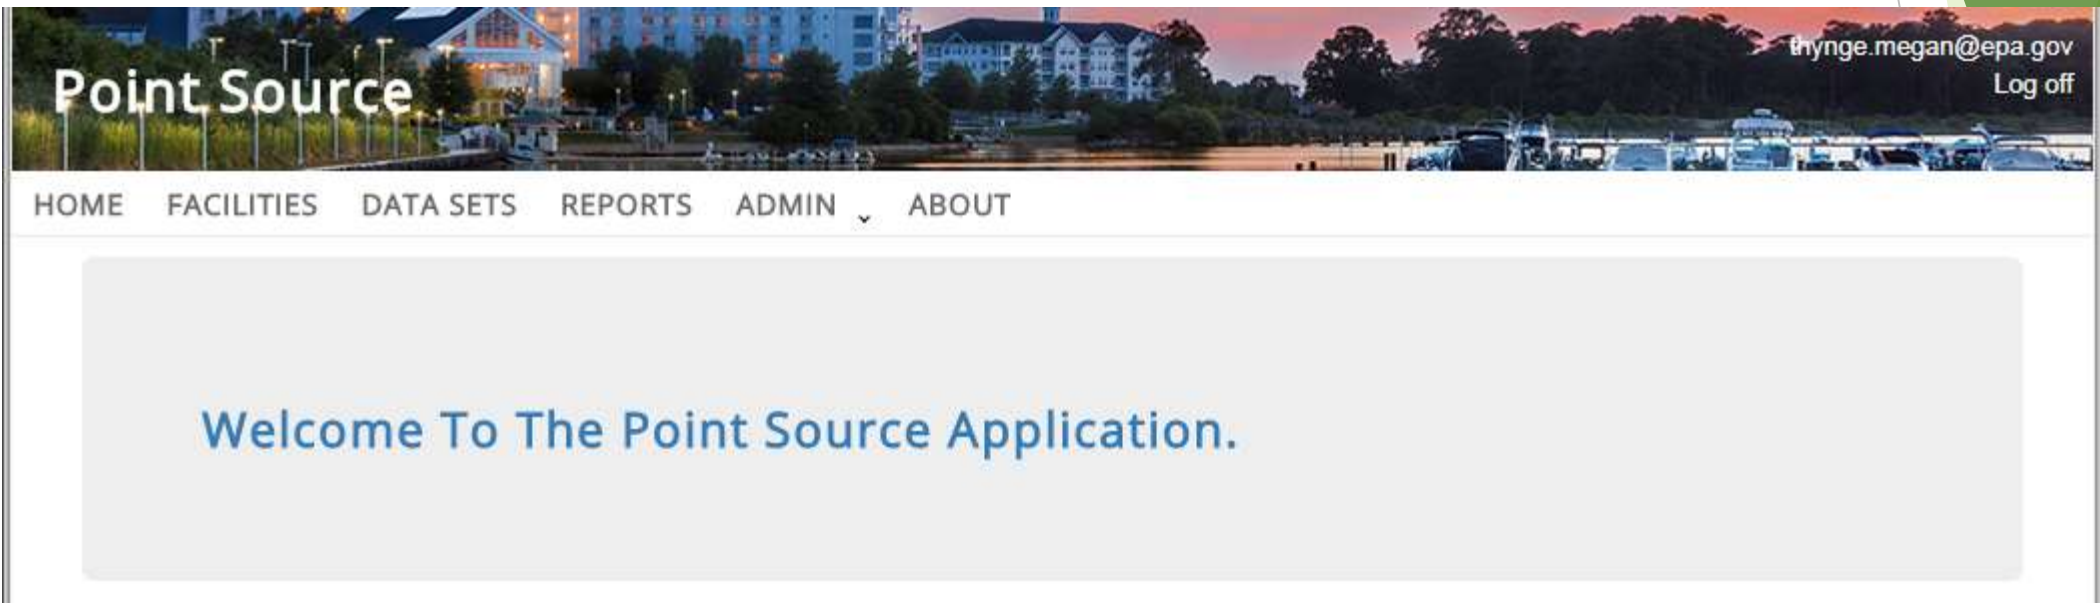 thynge.megan@epa.gov
Point Source
Log off
HOME FACILITIES DATA SETS REPORTS ADMIN ABOUT
Welcome To The Point Source Application.